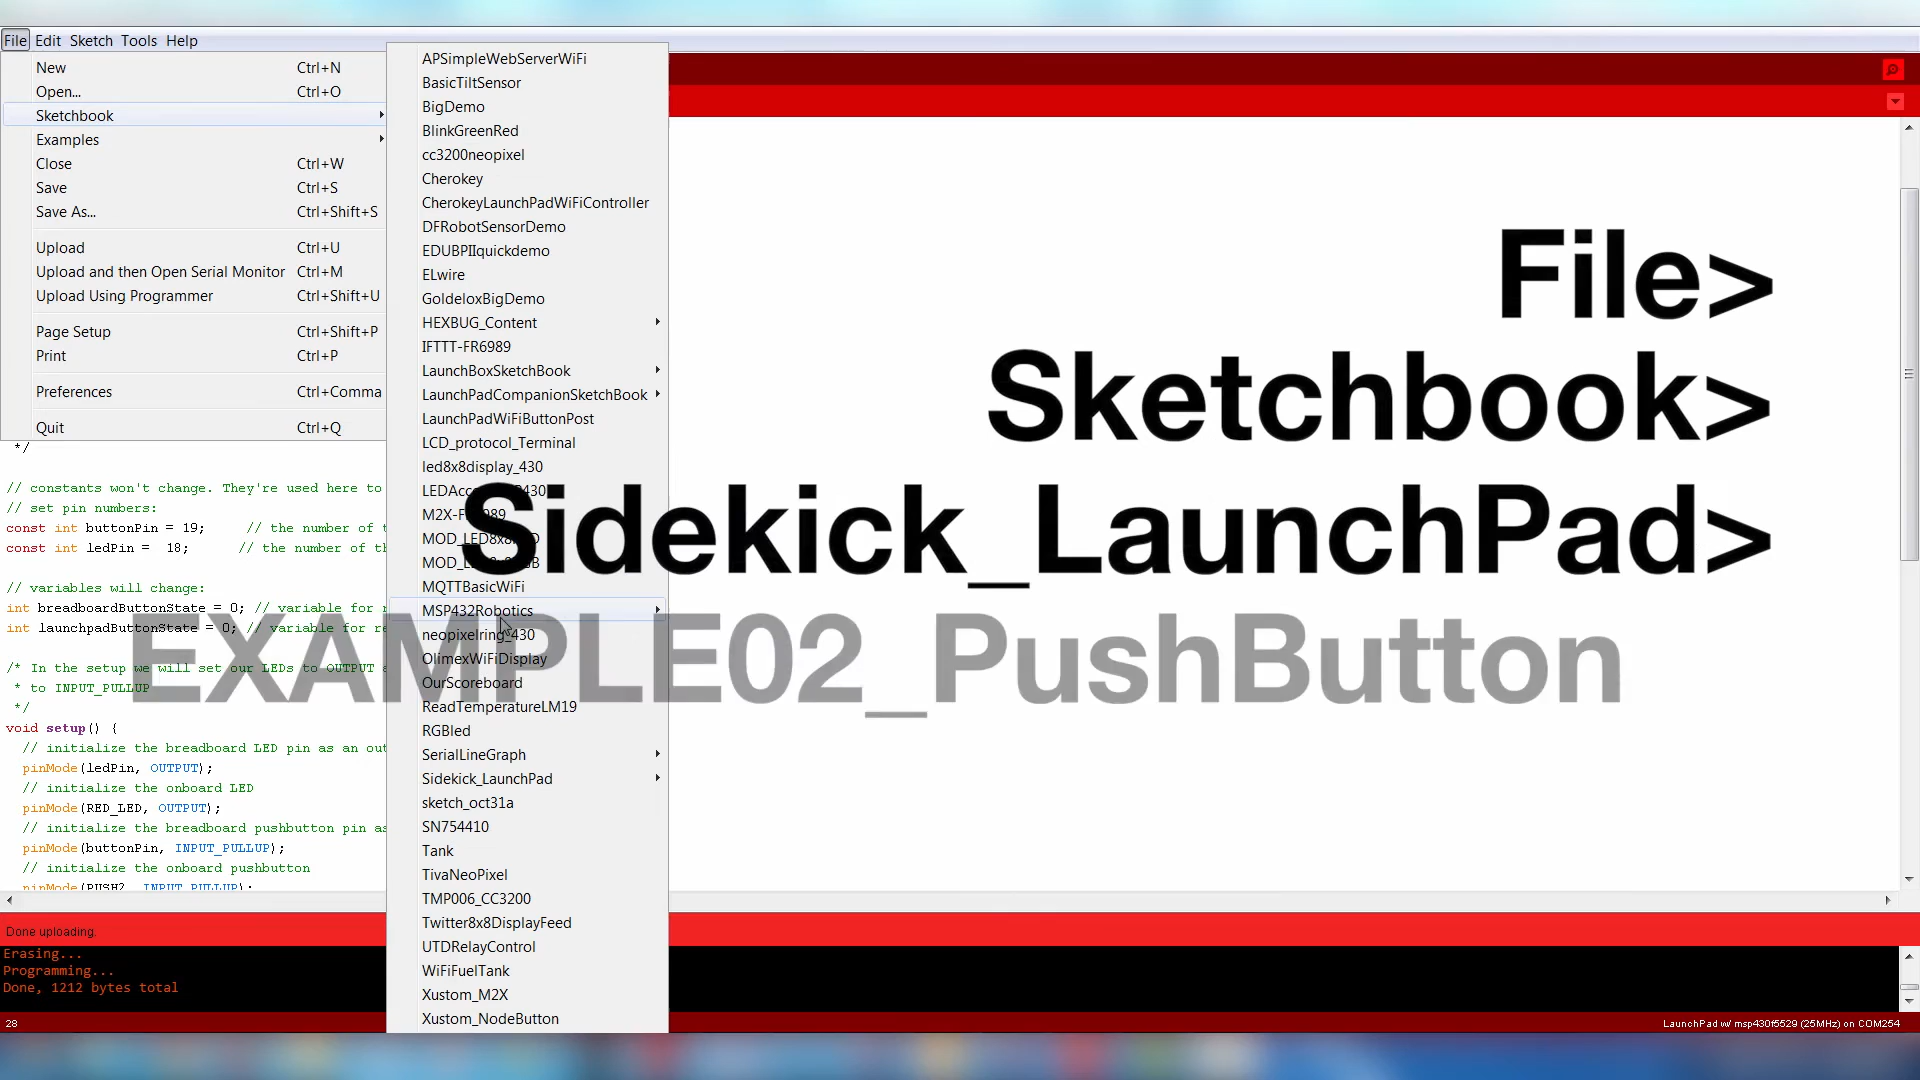 File Edit Sketch Tools Help
New Ctrl+N
Open... Ctrl+O
Sketchbook
Examples
Close Ctrl+W
Save Ctrl+S
Save As... Ctrl+Shift+S
Upload Ctrl+U
Upload and then Open Serial Monitor Ctrl+M
Upload Using Programmer Ctrl+Shift+U
Page Setup Ctrl+Shift+P
Print Ctrl+P
Preferences Ctrl+Comma
Quit Ctrl+Q
APSimpleWebServerWiFi
BasicTiltSensor
BigDemo
BlinkGreenRed
cc3200neopixel
Cherokey
CherokeyLaunchPadWiFiController
DFRobotSensorDemo
EDUBPIIquickdemo
ELwire
GoldeloxBigDemo
HEXBUG_Content
IFTTT-FR6989
LaunchBoxSketchBook
LaunchPadCompanionSketchBook
LaunchPadWiFiButtonPost
LCD_protocol_Terminal
led8x8display_430
MQTTBasicWiFi
MSP432Robotics
neopixelring_430
OlimexWiFiDisplay
OurScoreboard
ReadTemperatureLM19
RGBled
SerialLineGraph
Sidekick_LaunchPad
sketch_oct31a
SN754410
Tank
TivaNeoPixel
TMP006_CC3200
Twitter8x8DisplayFeed
UTDRelayControl
WiFiFuelTank
Xustom_M2X
Xustom_NodeButton
File>
Sketchbook>
Sidekick_LaunchPad>
EXAMPLE02_PushButton
*/
// constants won't change. They're used here to
// set pin numbers:
const int buttonPin = 19; // the number of
const int ledPin = 18; // the number of
// variables will change:
int breadboardButtonState = 0; // variable for
int launchpadButtonState = 0; // variable for
/* In the setup we will set our LEDs to OUTPUT
* to INPUT_PULLUP
*/
void setup() {
// initialize the breadboard LED pin as an
pinMode(ledPin, OUTPUT);
// initialize the onboard LED
pinMode(RED_LED, OUTPUT);
// initialize the breadboard pushbutton pin as
pinMode(buttonPin, INPUT_PULLUP);
// initialize the onboard pushbutton
pinMode(PUSH2, INPUT_PULLUP);
Done uploading.
Erasing...
Programming...
Done, 1212 bytes total
28
LaunchPad w/ msp430f5529 (25MHz) on COM254